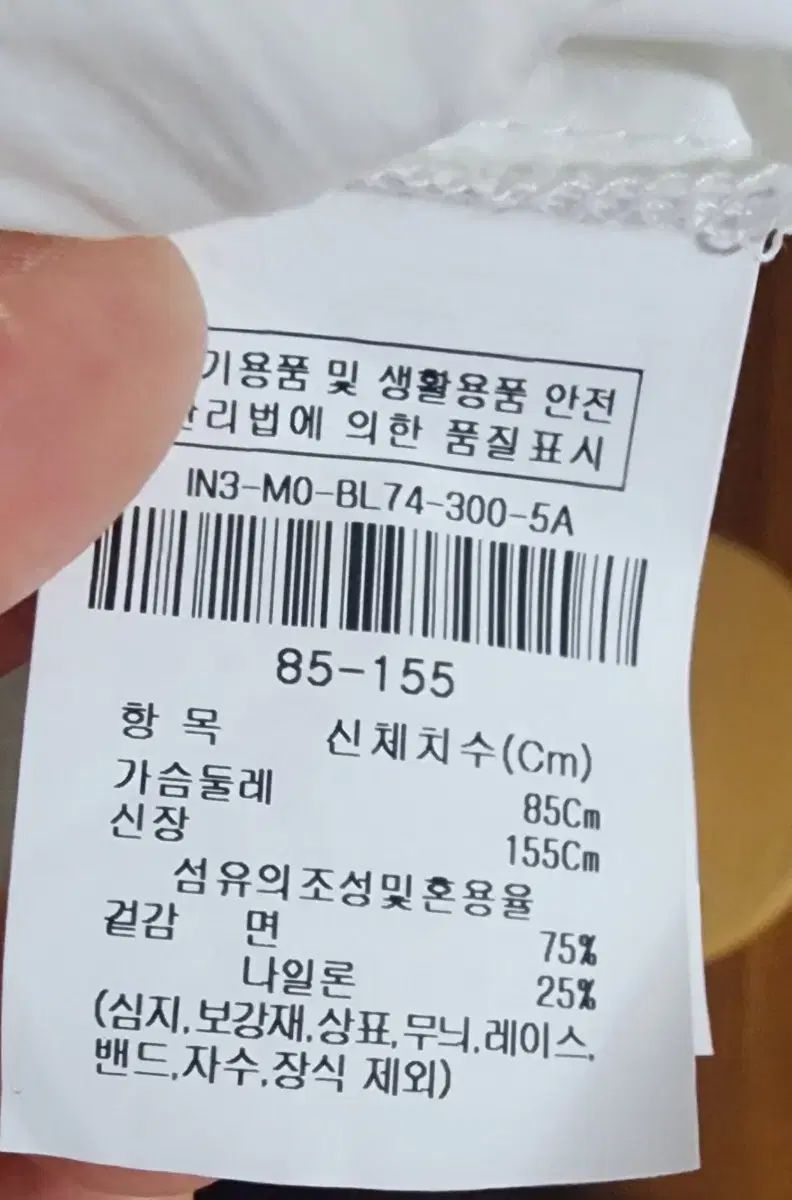 기용품 및 생활용품 안전
리법에 의한 품질표시
IN3-M0-BL74-300-5A
85-155
항 목 신체치수(Cm)
가슴둘레 85Cm
신장 155Cm
섬유의조성및혼용율
겉감 면 75%
나일론 25%
(심지,보강재,상표,무늬,레이스,
밴드,자수,장식 제외)